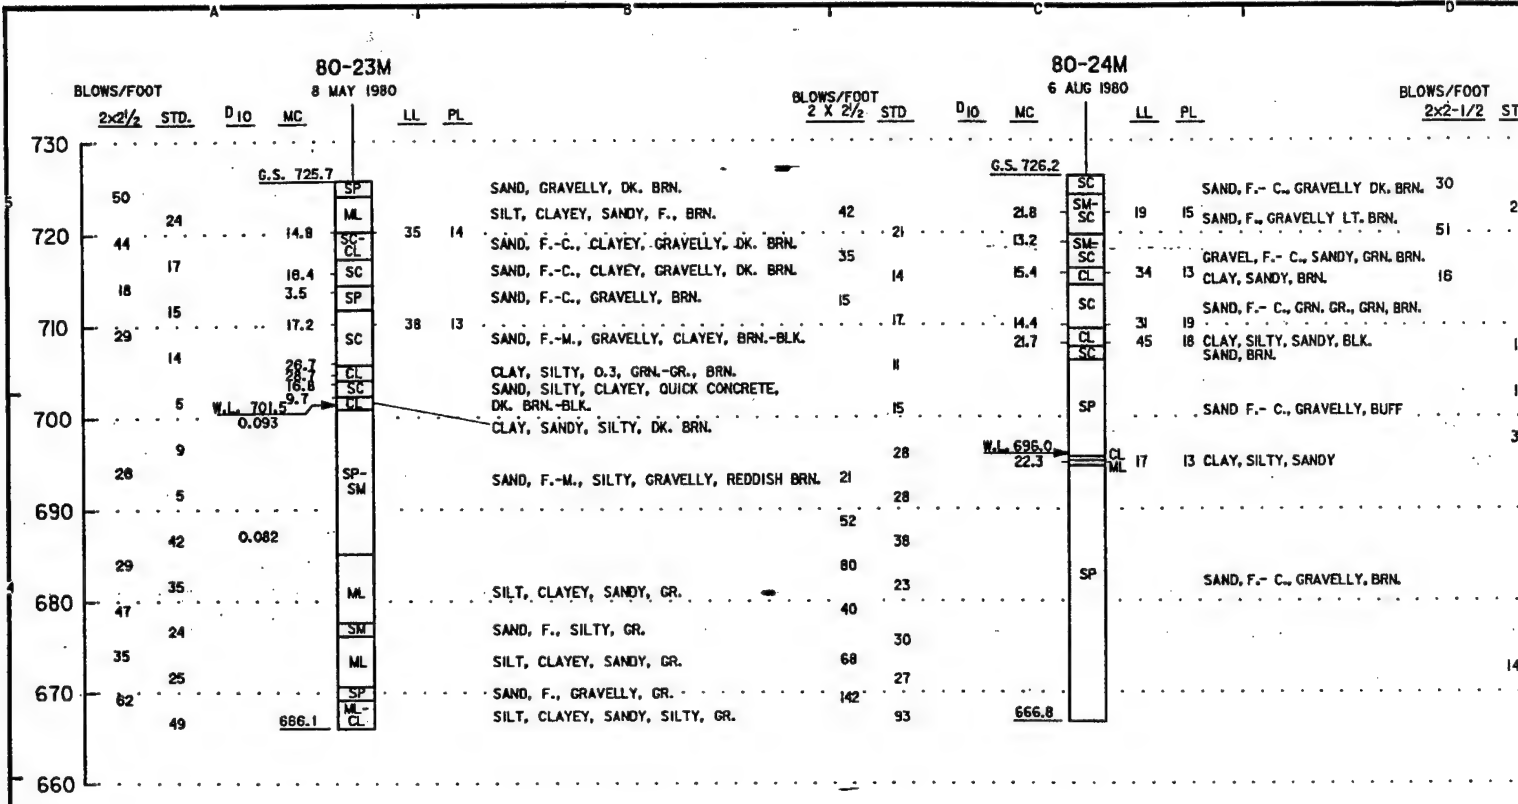 A B C D
80-23M
8 MAY 1980
BLOWS/FOOT
2x2½ STD. D10 MC LL PL
80-24M
6 AUG 1980
BLOWS/FOOT
2 X 2½ STD D10 MC LL PL
BLOWS/FOOT
2x2-1/2
730
720
710
700
690
680
670
660
G.S. 725.7
50
24
44
17
18
15
29
14
5
9
26
5
42
29
35
47
24
35
25
62
49
14.8 35 14
16.4
3.5
17.2 38 13
26.7
28.7
16.8
9.7
W.L. 701.5
0.093
0.082
666.1
SP SAND, GRAVELLY, DK. BRN.
ML SILT, CLAYEY, SANDY, F., BRN.
SC-CL SAND, F.-C., CLAYEY, GRAVELLY, DK. BRN.
SC SAND, F.-C., CLAYEY, GRAVELLY, DK. BRN.
SP SAND, F.-C., GRAVELLY, BRN.
SC SAND, F.-M., GRAVELLY, CLAYEY, BRN.-BLK.
CL CLAY, SILTY, 0.3, GRN.-GR., BRN.
SC SAND, SILTY, CLAYEY, QUICK CONCRETE,
DK. BRN.-BLK.
CL CLAY, SANDY, SILTY, DK. BRN.
SP-SM SAND, F.-M., SILTY, GRAVELLY, REDDISH BRN.
ML SILT, CLAYEY, SANDY, GR.
SM SAND, F., SILTY, GR.
ML SILT, CLAYEY, SANDY, GR.
SP SAND, F., GRAVELLY, GR.
ML-CL SILT, CLAYEY, SANDY, SILTY, GR.
G.S. 726.2
42
21
35
14
15
17
11
15
28
21
28
52
38
80
23
40
30
68
27
142
93
21.8 19 15
13.2
15.4 34 13
14.4 31 19
21.7 45 18
W.L. 696.0
22.3 17 13
666.8
SC SAND, F.- C., GRAVELLY DK. BRN.
SM-SC SAND, F., GRAVELLY LT. BRN.
SM-SC GRAVEL, F.- C., SANDY, GRN. BRN.
CL CLAY, SANDY, BRN.
SC SAND, F.- C., GRN. GR., GRN, BRN.
CL CLAY, SILTY, SANDY, BLK.
SC SAND, BRN.
SP SAND F.- C., GRAVELLY, BUFF
CL
ML CLAY, SILTY, SANDY
SP SAND, F.- C., GRAVELLY, BRN.
30
51
16
5
4